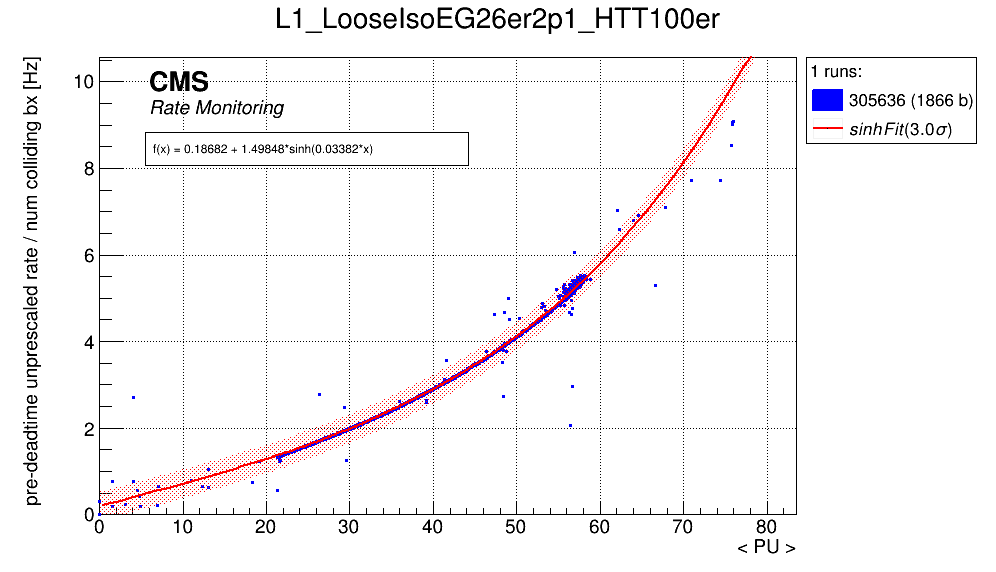 L1_LooseIsoEG26er2p1_HTT100er
pre-deadtime unprescaled rate / num colliding bx [Hz]
CMS
Rate Monitoring
f(x) = 0.18682 + 1.49848*sinh(0.03382*x)
1 runs:
305636 (1866 b)
sinhFit(3.0σ)
10
8
6
4
2
0
0 10 20 30 40 50 60 70 80
< PU >